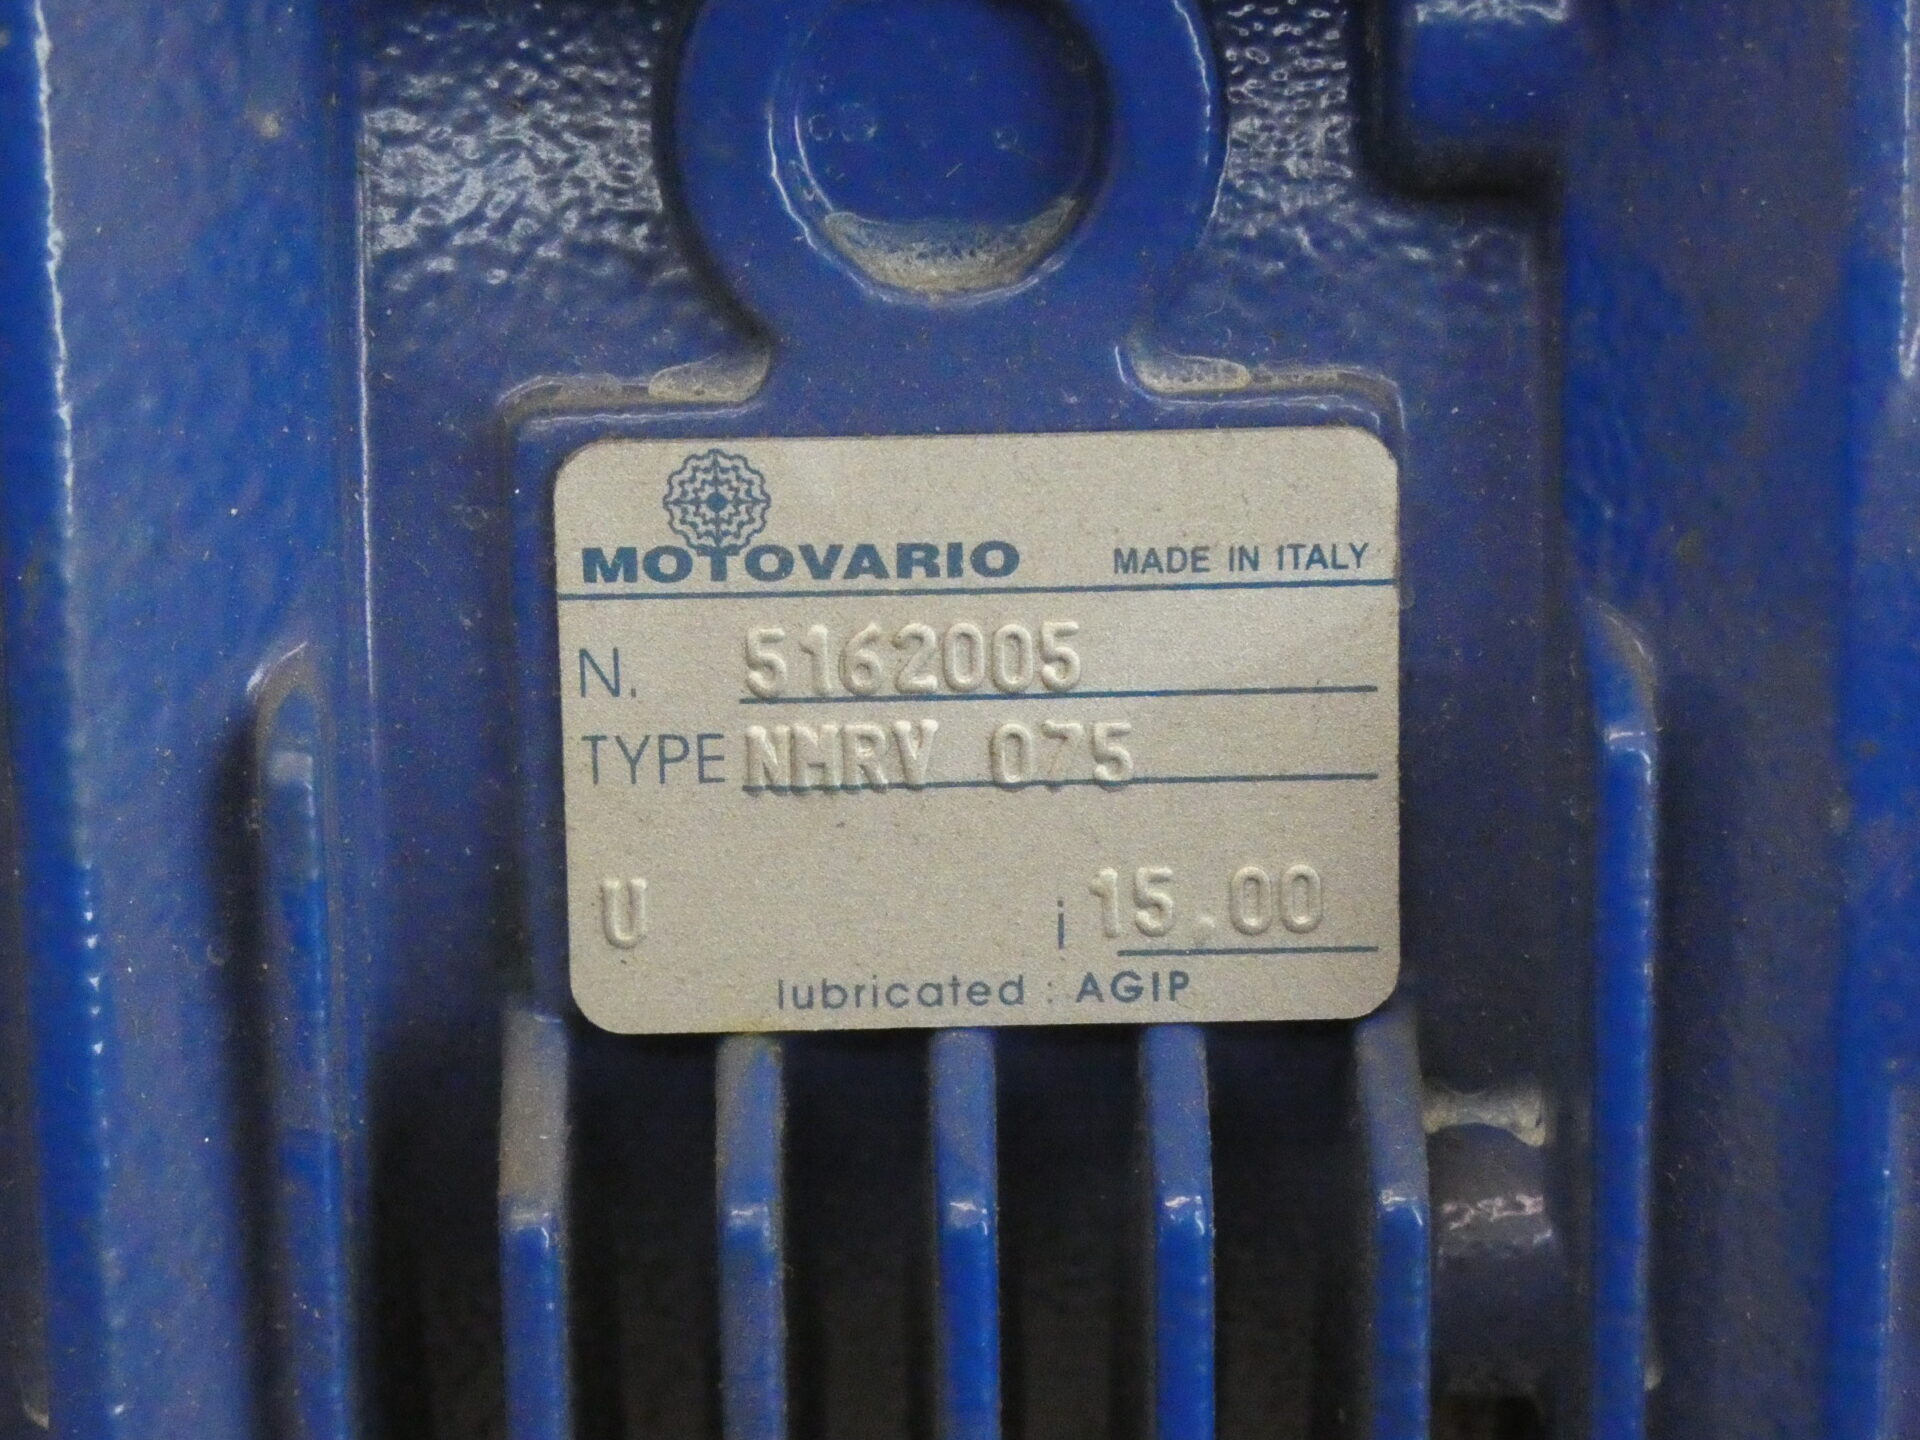 MOTOVARIO MADE IN ITALY
N. 5162005
TYPE NMRV 075
U i 15.00
lubricated : AGIP